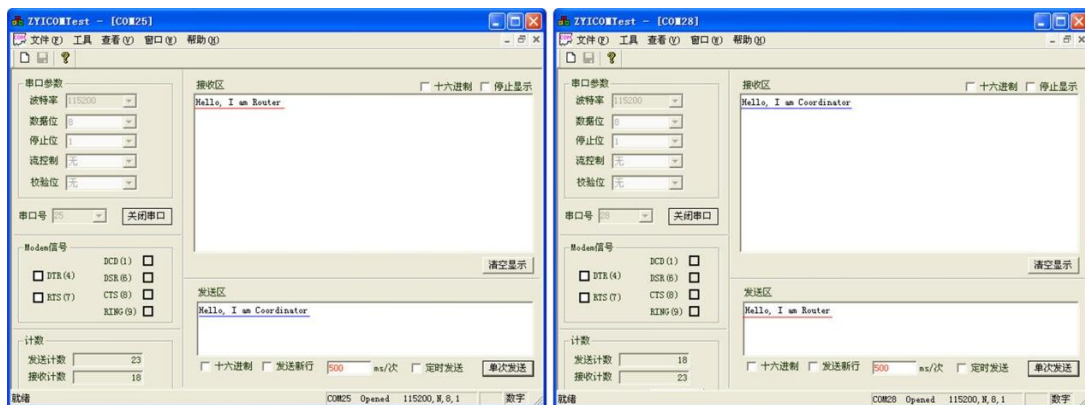 ZYICOMTest - [COM25]
文件(F) 工具 查看(V) 窗口(W) 帮助(H)
串口参数
波特率 115200
数据位 8
停止位 1
流控制 无
校验位 无
串口号 25 关闭串口
Modem信号
DCD(1)
DTR(4) DSR(6)
RTS(7) CTS(8)
RING(9)
计数
发送计数 23
接收计数 18
接收区 十六进制 停止显示
Hello, I am Router
清空显示
发送区
Hello, I am Coordinator
十六进制 发送新行 500 ms/次 定时发送 单次发送
就绪 COM25 Opened 115200,N,8,1 数字
ZYICOMTest - [COM28]
文件(F) 工具 查看(V) 窗口(W) 帮助(H)
串口参数
波特率 115200
数据位 8
停止位 1
流控制 无
校验位 无
串口号 28 关闭串口
Modem信号
DCD(1)
DTR(4) DSR(6)
RTS(7) CTS(8)
RING(9)
计数
发送计数 18
接收计数 23
接收区 十六进制 停止显示
Hello, I am Coordinator
清空显示
发送区
Hello, I am Router
十六进制 发送新行 500 ms/次 定时发送 单次发送
就绪 COM28 Opened 115200,N,8,1 数字